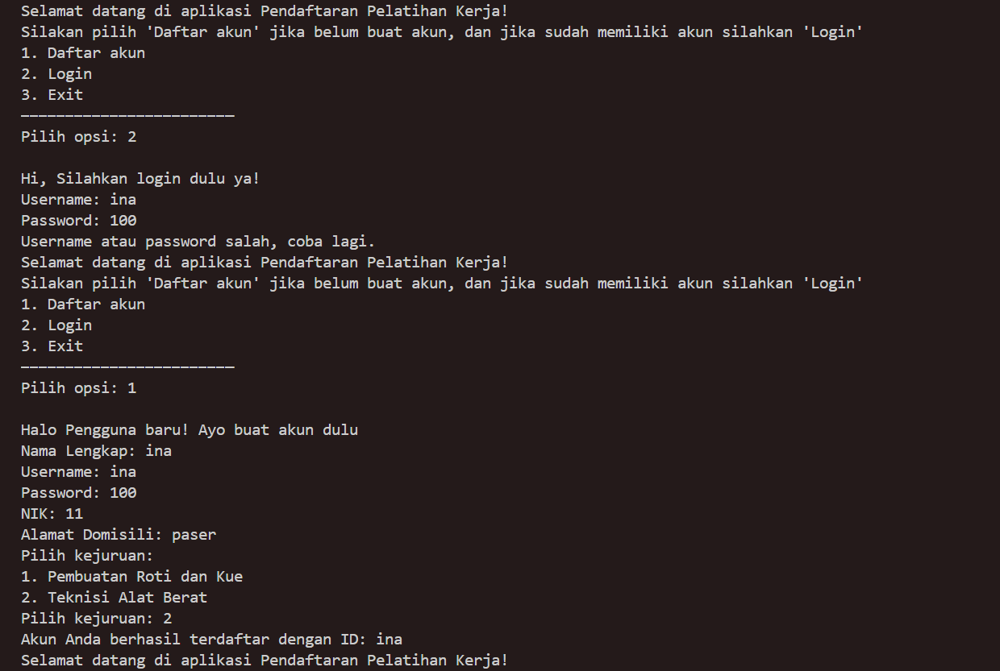 Selamat datang di aplikasi Pendaftaran Pelatihan Kerja!
Silakan pilih 'Daftar akun' jika belum buat akun, dan jika sudah memiliki akun silahkan 'Login'
1. Daftar akun
2. Login
3. Exit
————————————————————————
Pilih opsi: 2
Hi, Silahkan login dulu ya!
Username: ina
Password: 100
Username atau password salah, coba lagi.
Selamat datang di aplikasi Pendaftaran Pelatihan Kerja!
Silakan pilih 'Daftar akun' jika belum buat akun, dan jika sudah memiliki akun silahkan 'Login'
1. Daftar akun
2. Login
3. Exit
————————————————————————
Pilih opsi: 1
Halo Pengguna baru! Ayo buat akun dulu
Nama Lengkap: ina
Username: ina
Password: 100
NIK: 11
Alamat Domisili: paser
Pilih kejuruan:
1. Pembuatan Roti dan Kue
2. Teknisi Alat Berat
Pilih kejuruan: 2
Akun Anda berhasil terdaftar dengan ID: ina
Selamat datang di aplikasi Pendaftaran Pelatihan Kerja!